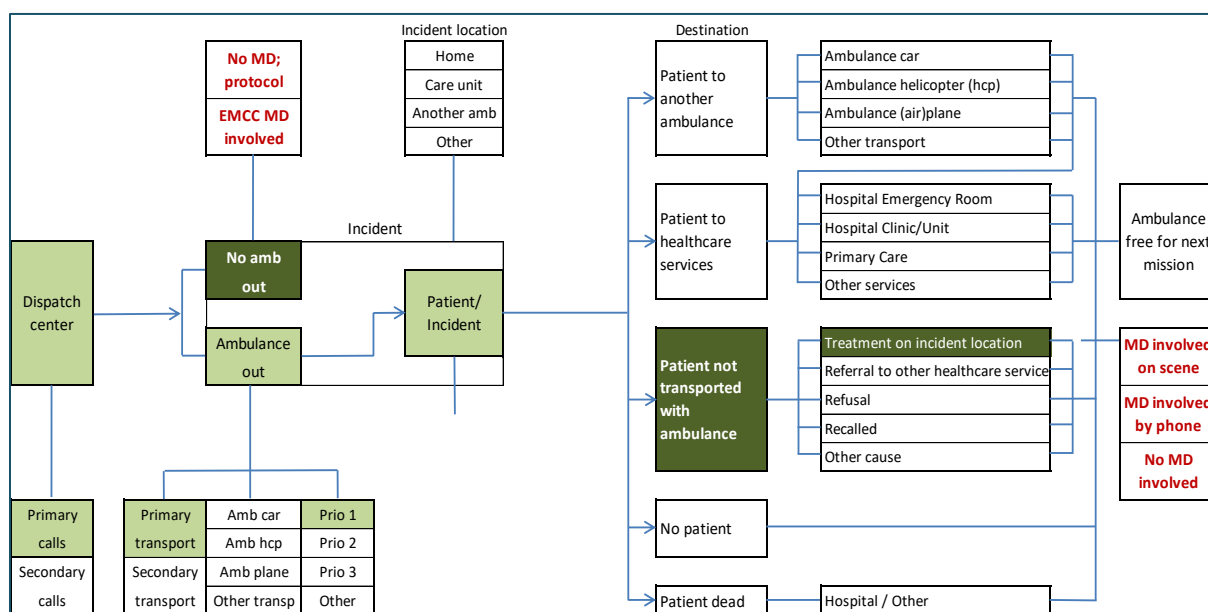 Incident location
Destination
No MD;
protocol
EMCC MD
involved
Home
Care unit
Another amb
Other
Patient to
another
ambulance
Ambulance car
Ambulance helicopter (hcp)
Ambulance (air)plane
Other transport
Incident
Dispatch
center
No amb
out
Ambulance
out
Patient/
Incident
Patient to
healthcare
services
Hospital Emergency Room
Hospital Clinic/Unit
Primary Care
Other services
Ambulance
free for next
mission
Patient not
transported
with
ambulance
Treatment on incident location
Referral to other healthcare service
Refusal
Recalled
Other cause
MD involved
on scene
MD involved
by phone
No MD
involved
Primary
calls
Secondary
calls
Primary
transport
Secondary
transport
Amb car
Amb hcp
Amb plane
Other transp
Prio 1
Prio 2
Prio 3
Other
No patient
Patient dead
Hospital / Other